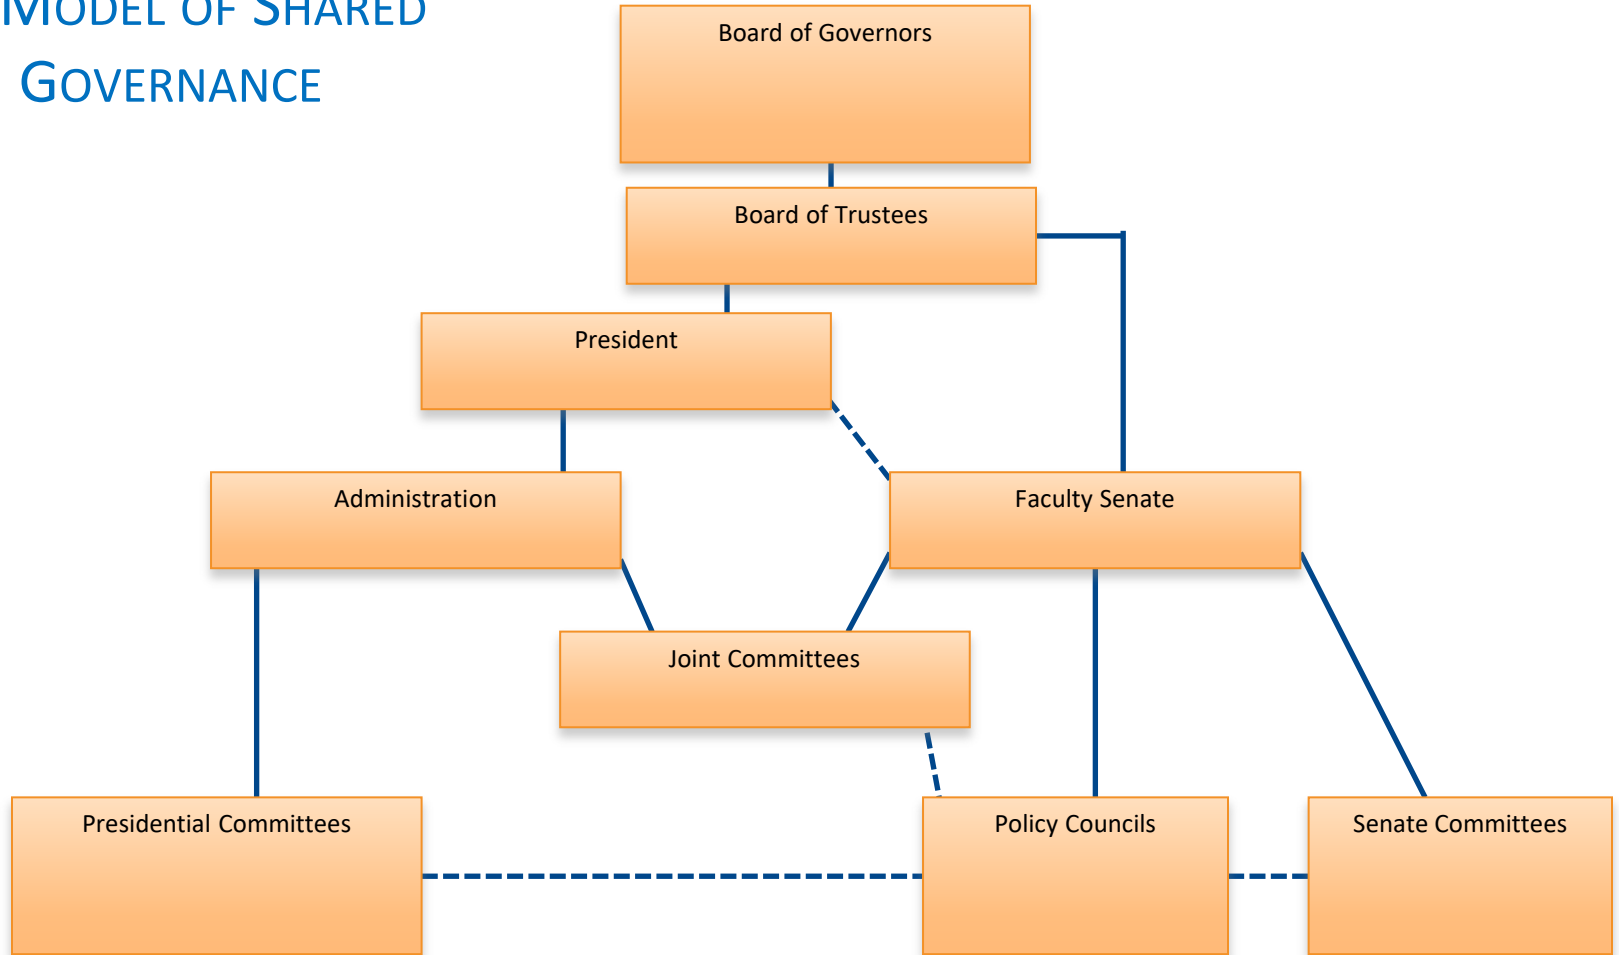 MODEL OF SHARED
GOVERNANCE
Board of Governors
Board of Trustees
President
Administration
Faculty Senate
Joint Committees
Presidential Committees
Policy Councils
Senate Committees